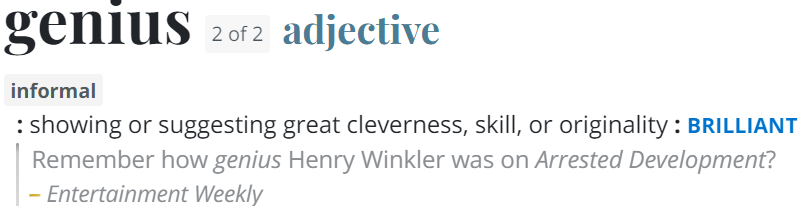 genius 2 of 2 adjective
informal
: showing or suggesting great cleverness, skill, or originality : BRILLIANT
Remember how genius Henry Winkler was on Arrested Development?
– Entertainment Weekly